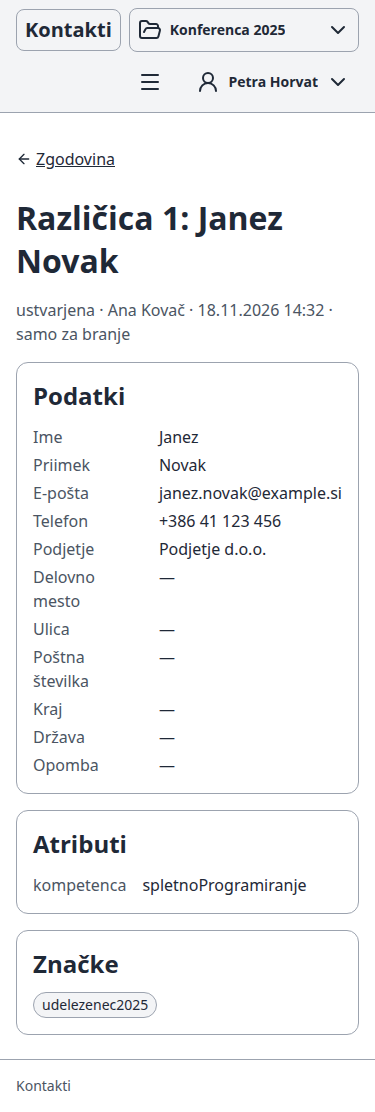 Kontakti
Konferenca 2025
Petra Horvat
← Zgodovina
Različica 1: Janez
Novak
ustvarjena · Ana Kovač · 18.11.2026 14:32 ·
samo za branje
Podatki
Ime Janez
Priimek Novak
E-pošta janez.novak@example.si
Telefon +386 41 123 456
Podjetje Podjetje d.o.o.
Delovno —
mesto
Ulica —
Poštna —
številka
Kraj —
Država —
Opomba —
Atributi
kompetenca spletnoProgramiranje
Značke
udelezenec2025
Kontakti